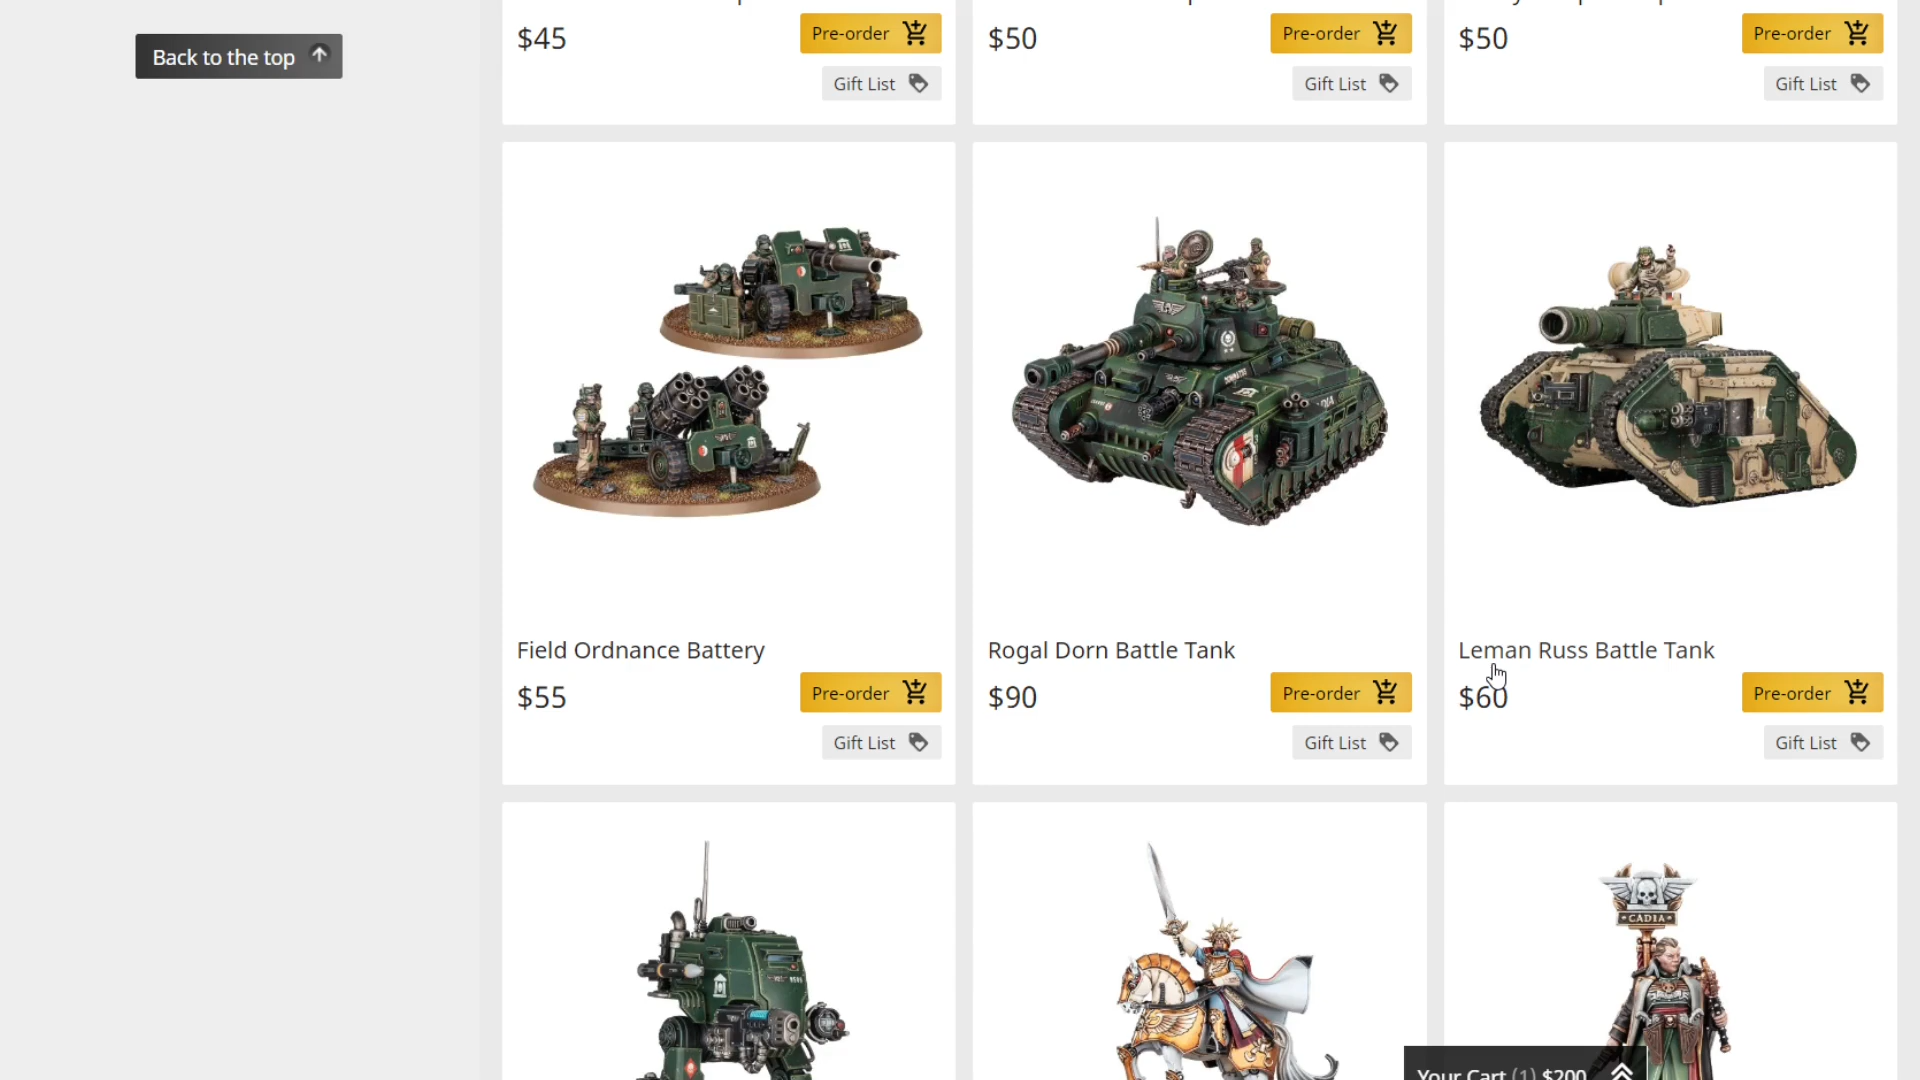 Back to the top
$45
Pre-order
Gift List
$50
Pre-order
Gift List
$50
Pre-order
Gift List
Field Ordnance Battery
$55
Pre-order
Gift List
Rogal Dorn Battle Tank
$90
Pre-order
Gift List
Leman Russ Battle Tank
$60
Pre-order
Gift List
CADIA
Your Cart (1) $200